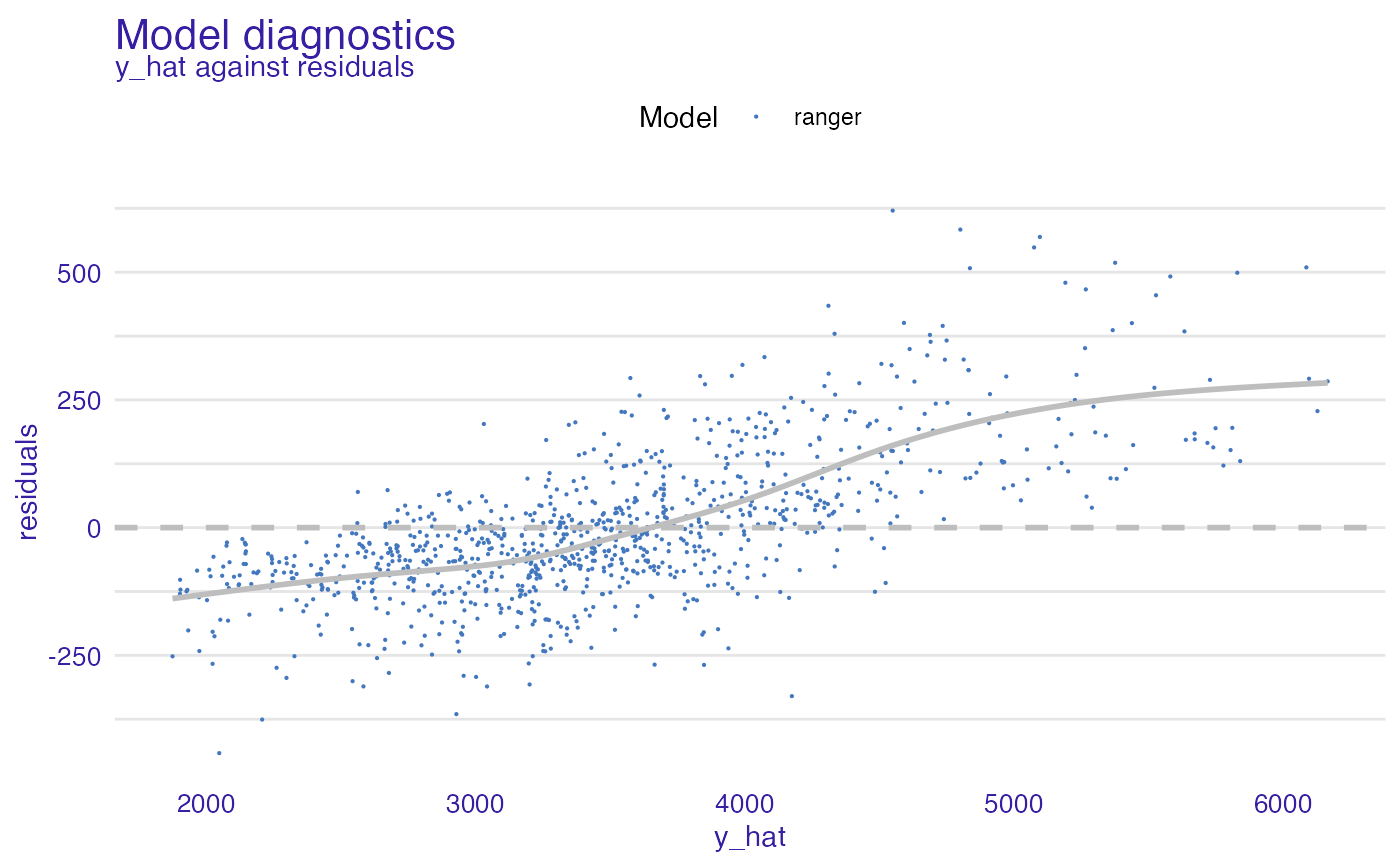 Model diagnostics
y_hat against residuals
Model ranger
500
250
0
-250
residuals
2000 3000 4000 5000 6000
y_hat